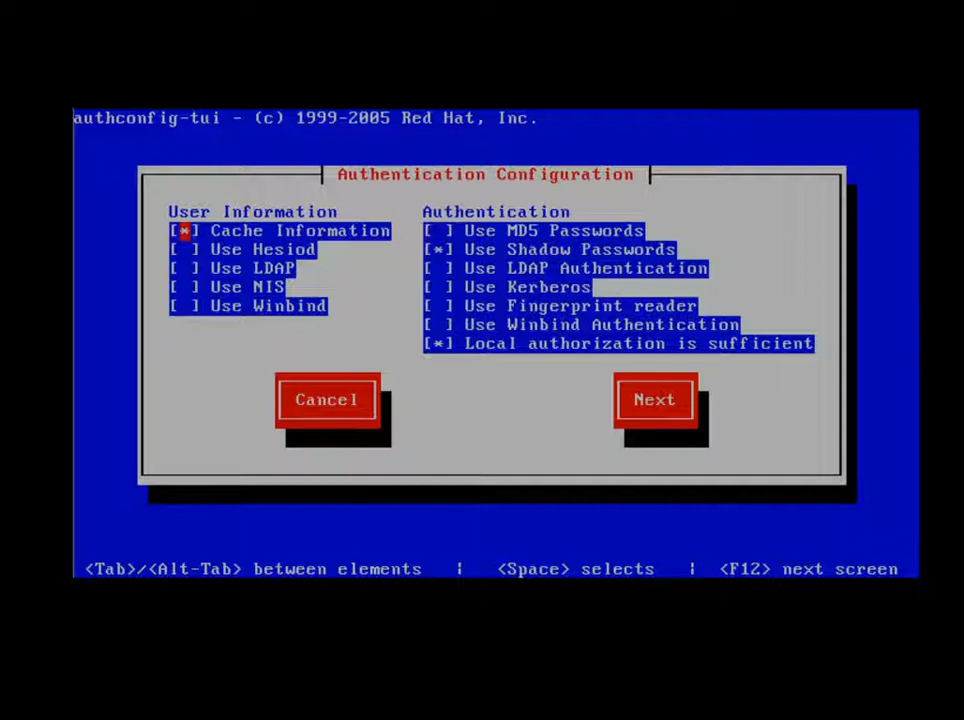 authconfig-tui - (c) 1999-2005 Red Hat, Inc.
Authentication Configuration
User Information
[*] Cache Information
[ ] Use Hesiod
[ ] Use LDAP
[ ] Use NIS
[ ] Use Winbind
Authentication
[ ] Use MD5 Passwords
[*] Use Shadow Passwords
[ ] Use LDAP Authentication
[ ] Use Kerberos
[ ] Use Fingerprint reader
[ ] Use Winbind Authentication
[*] Local authorization is sufficient
Cancel
Next
<Tab>/<Alt-Tab> between elements | <Space> selects | <F12> next screen